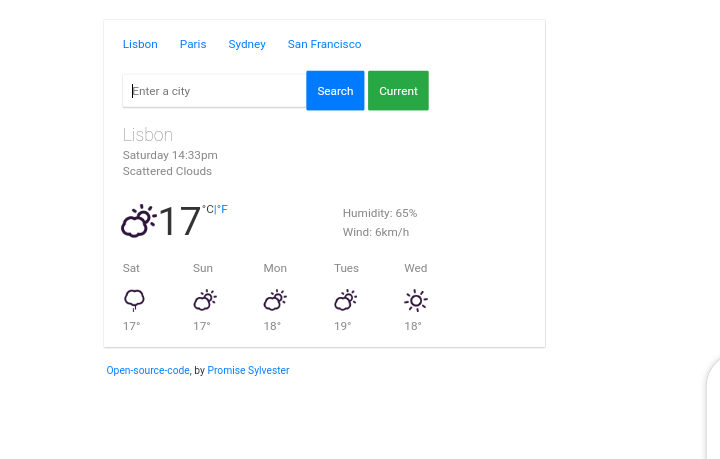 Lisbon Paris Sydney San Francisco
Enter a city Search Current
Lisbon
Saturday 14:33pm
Scattered Clouds
17 °C|°F
Humidity: 65%
Wind: 6km/h
Sat Sun Mon Tues Wed
17° 17° 18° 19° 18°
Open-source-code, by Promise Sylvester